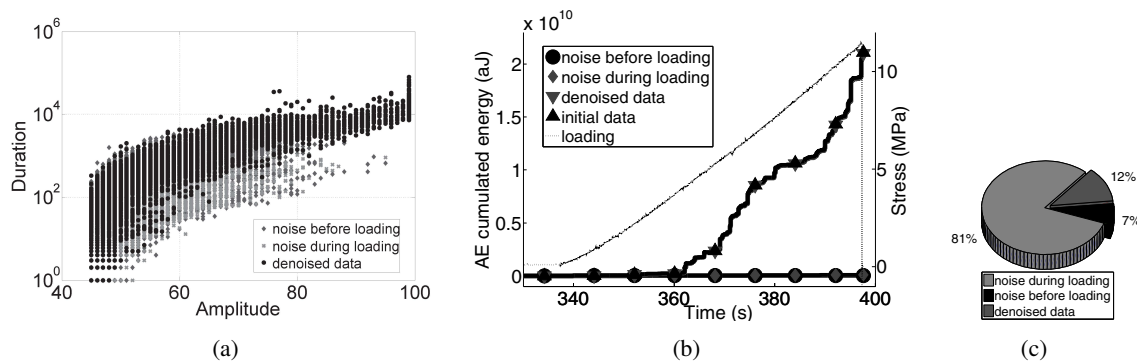 10^6
10^4
10^2
10^0
Duration
40
60
80
100
Amplitude
noise before loading
noise during loading
denoised data
(a)
x 10^10
2
1.5
1
0.5
0
AE cumulated energy (aJ)
noise before loading
noise during loading
denoised data
initial data
loading
10
5
0
Stress (MPa)
340
360
380
400
Time (s)
(b)
12%
7%
81%
noise during loading
noise before loading
denoised data
(c)